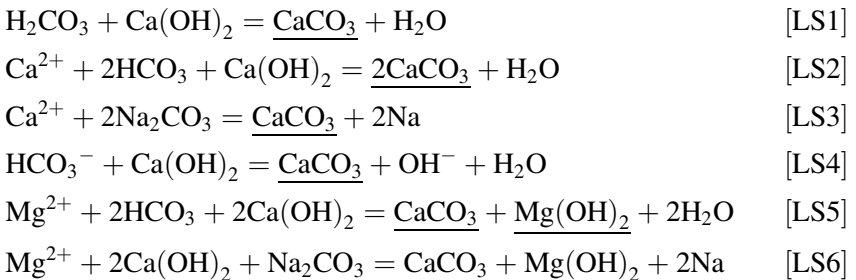 H₂CO₃ + Ca(OH)₂ = CaCO₃ + H₂O [LS1]
Ca²⁺ + 2HCO₃ + Ca(OH)₂ = 2CaCO₃ + H₂O [LS2]
Ca²⁺ + 2Na₂CO₃ = CaCO₃ + 2Na [LS3]
HCO₃⁻ + Ca(OH)₂ = CaCO₃ + OH⁻ + H₂O [LS4]
Mg²⁺ + 2HCO₃ + 2Ca(OH)₂ = CaCO₃ + Mg(OH)₂ + 2H₂O [LS5]
Mg²⁺ + 2Ca(OH)₂ + Na₂CO₃ = CaCO₃ + Mg(OH)₂ + 2Na [LS6]